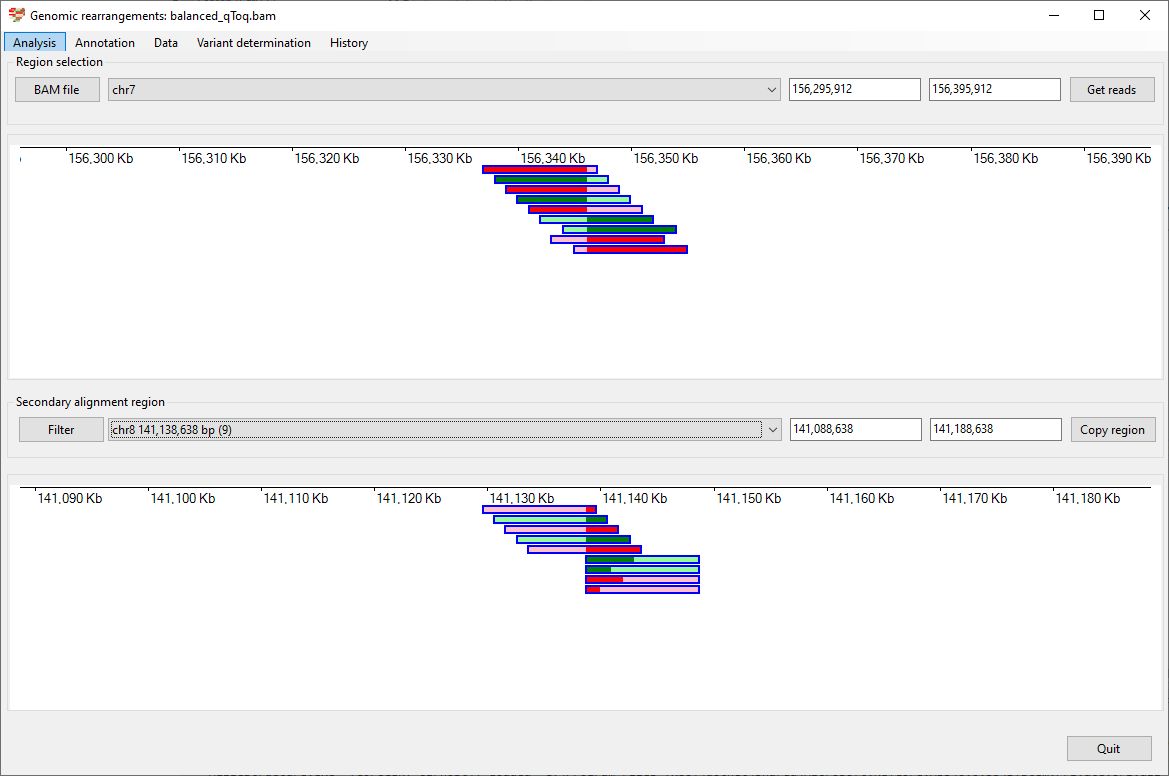 Genomic rearrangements: balanced_qToq.bam
Analysis Annotation Data Variant determination History
Region selection
BAM file chr7 156,295,912 156,395,912 Get reads
156,300 Kb 156,310 Kb 156,320 Kb 156,330 Kb 156,340 Kb 156,350 Kb 156,360 Kb 156,370 Kb 156,380 Kb 156,390 Kb
Secondary alignment region
Filter chr8 141,138,638 bp (9) 141,088,638 141,188,638 Copy region
141,090 Kb 141,100 Kb 141,110 Kb 141,120 Kb 141,130 Kb 141,140 Kb 141,150 Kb 141,160 Kb 141,170 Kb 141,180 Kb
Quit